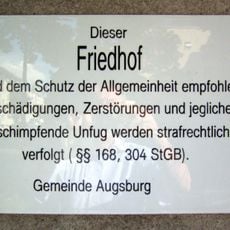 Dieser
Friedhof
d dem Schutz der Allgemeinheit empfohle
schädigungen, Zerstörungen und jegliche
schimpfende Unfug werden strafrechtlich
verfolgt ( §§ 168, 304 StGB).
Gemeinde Augsburg